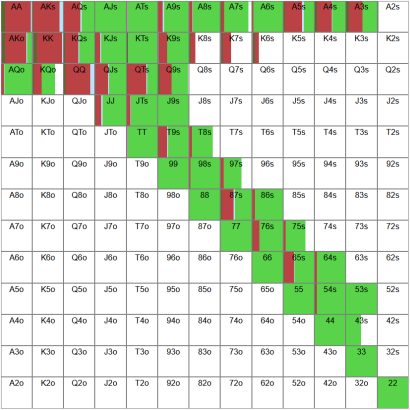 AA AKs AQs AJs ATs A9s A8s A7s A6s A5s A4s A3s A2s
AKo KK KQs KJs KTs K9s K8s K7s K6s K5s K4s K3s K2s
AQo KQo QQ QJs QTs Q9s Q8s Q7s Q6s Q5s Q4s Q3s Q2s
AJo KJo QJo JJ JTs J9s J8s J7s J6s J5s J4s J3s J2s
ATo KTo QTo JTo TT T9s T8s T7s T6s T5s T4s T3s T2s
A9o K9o Q9o J9o T9o 99 98s 97s 96s 95s 94s 93s 92s
A8o K8o Q8o J8o T8o 98o 88 87s 86s 85s 84s 83s 82s
A7o K7o Q7o J7o T7o 97o 87o 77 76s 75s 74s 73s 72s
A6o K6o Q6o J6o T6o 96o 86o 76o 66 65s 64s 63s 62s
A5o K5o Q5o J5o T5o 95o 85o 75o 65o 55 54s 53s 52s
A4o K4o Q4o J4o T4o 94o 84o 74o 64o 54o 44 43s 42s
A3o K3o Q3o J3o T3o 93o 83o 73o 63o 53o 43o 33 32s
A2o K2o Q2o J2o T2o 92o 82o 72o 62o 52o 42o 32o 22